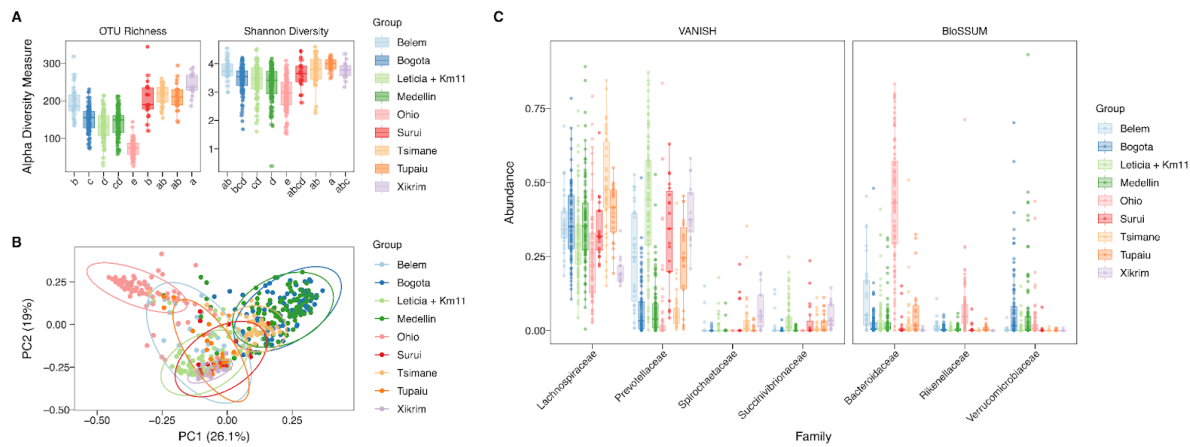 A
OTU Richness
Shannon Diversity
Alpha Diversity Measure
300
200
100
4
3
2
1
b
c
d
cd
e
b
ab
ab
a
ab
bcd
cd
d
e
abcd
ab
a
abc
Group
Belem
Bogota
Leticia + Km11
Medellin
Ohio
Surui
Tsimane
Tupaiu
Xikrim
B
PC2 (19%)
0.25
0.00
−0.25
−0.50
−0.50
−0.25
0.00
0.25
PC1 (26.1%)
Group
Belem
Bogota
Leticia + Km11
Medellin
Ohio
Surui
Tsimane
Tupaiu
Xikrim
C
VANISH
BloSSUM
Abundance
0.75
0.50
0.25
0.00
Lachnospiraceae
Prevotellaceae
Spirochaetaceae
Succinivibrionaceae
Bacteroidaceae
Rikenellaceae
Verrucomicrobiaceae
Family
Group
Belem
Bogota
Leticia + Km11
Medellin
Ohio
Surui
Tsimane
Tupaiu
Xikrim